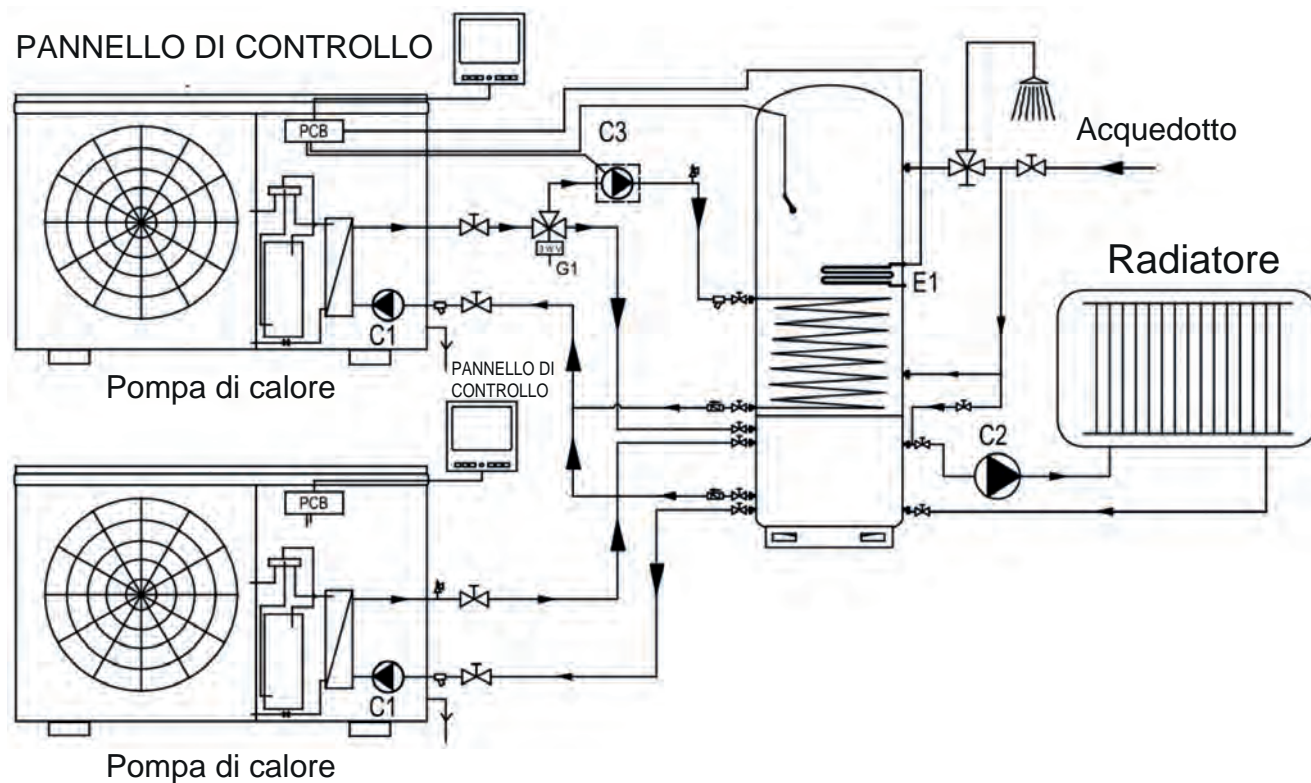 PANNELLO DI CONTROLLO
PCB
C3
Acquedotto
3 W V
G1
E1
Radiatore
C1
Pompa di calore
PANNELLO DI
CONTROLLO
C2
PCB
C1
Pompa di calore